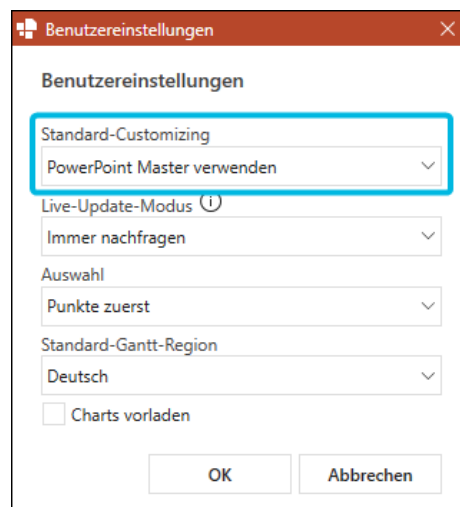 Benutzereinstellungen
Benutzereinstellungen
Standard-Customizing
PowerPoint Master verwenden
Live-Update-Modus
Immer nachfragen
Auswahl
Punkte zuerst
Standard-Gantt-Region
Deutsch
Charts vorladen
OK Abbrechen